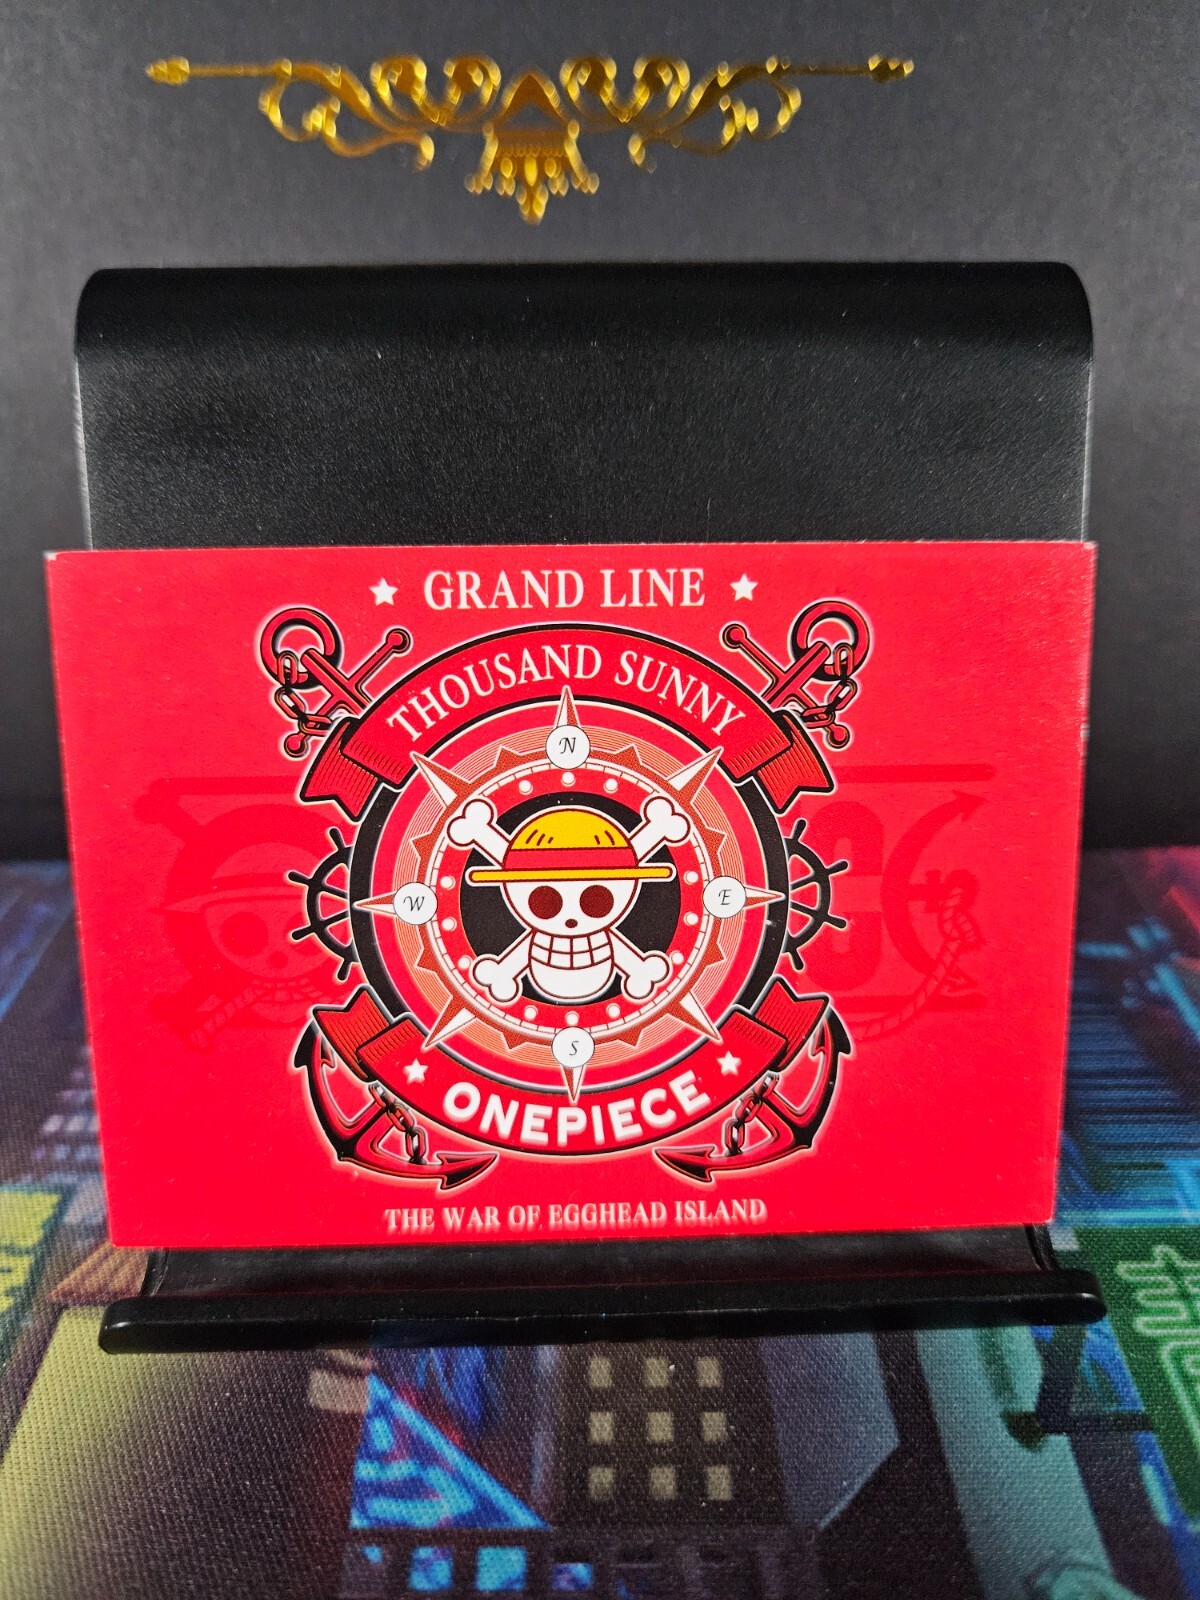 GRAND LINE
THOUSAND SUNNY
N
W
E
S
ONEPIECE
THE WAR OF EGGHEAD ISLAND